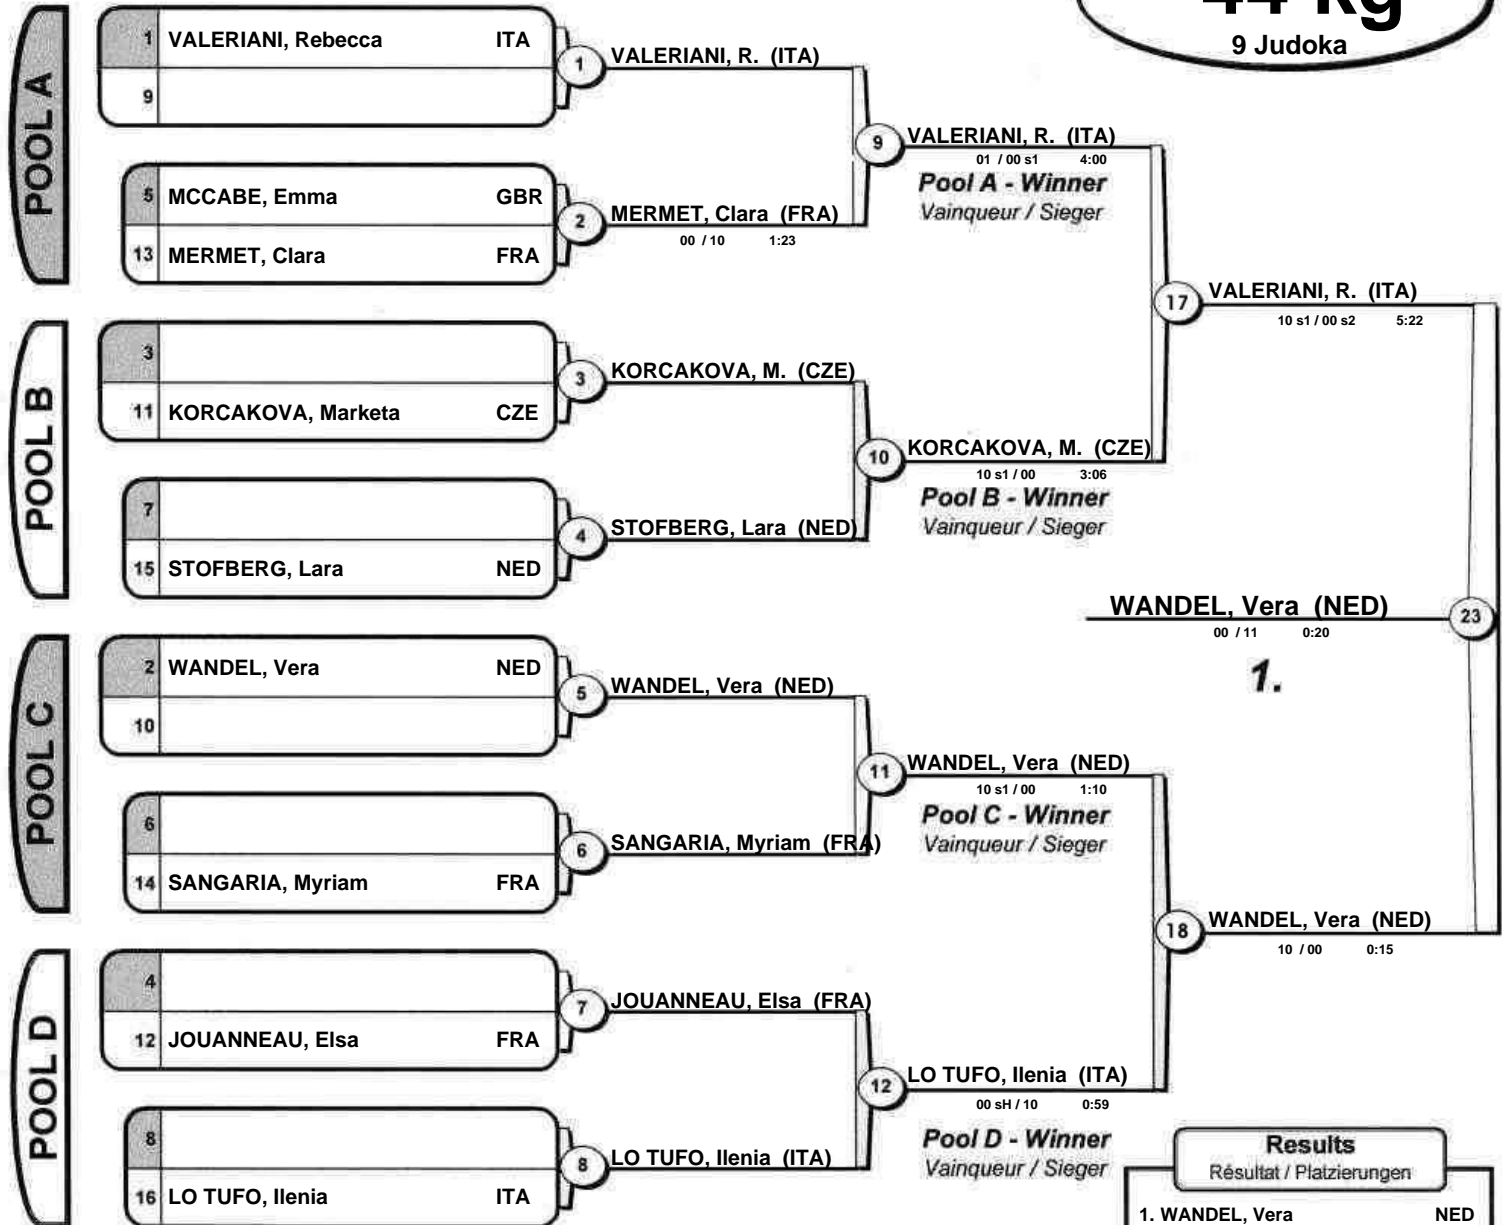 44 kg
9 Judoka
POOL A
1 VALERIANI, Rebecca ITA
9
1 VALERIANI, R. (ITA)
5 MCCABE, Emma GBR
13 MERMET, Clara FRA
2 MERMET, Clara (FRA)
00 / 10 1:23
9 VALERIANI, R. (ITA)
01 / 00 s1 4:00
Pool A - Winner
Vainqueur / Sieger
POOL B
3
11 KORCAKOVA, Marketa CZE
3 KORCAKOVA, M. (CZE)
7
15 STOFBERG, Lara NED
4 STOFBERG, Lara (NED)
10 KORCAKOVA, M. (CZE)
10 s1 / 00 3:06
Pool B - Winner
Vainqueur / Sieger
17 VALERIANI, R. (ITA)
10 s1 / 00 s2 5:22
WANDEL, Vera (NED) 23
00 / 11 0:20
1.
POOL C
2 WANDEL, Vera NED
10
5 WANDEL, Vera (NED)
6
14 SANGARIA, Myriam FRA
6 SANGARIA, Myriam (FRA)
11 WANDEL, Vera (NED)
10 s1 / 00 1:10
Pool C - Winner
Vainqueur / Sieger
POOL D
4
12 JOUANNEAU, Elsa FRA
7 JOUANNEAU, Elsa (FRA)
8
16 LO TUFO, Ilenia ITA
8 LO TUFO, Ilenia (ITA)
12 LO TUFO, Ilenia (ITA)
00 sH / 10 0:59
Pool D - Winner
Vainqueur / Sieger
18 WANDEL, Vera (NED)
10 / 00 0:15
Results
Résultat / Platzierungen
1. WANDEL, Vera NED